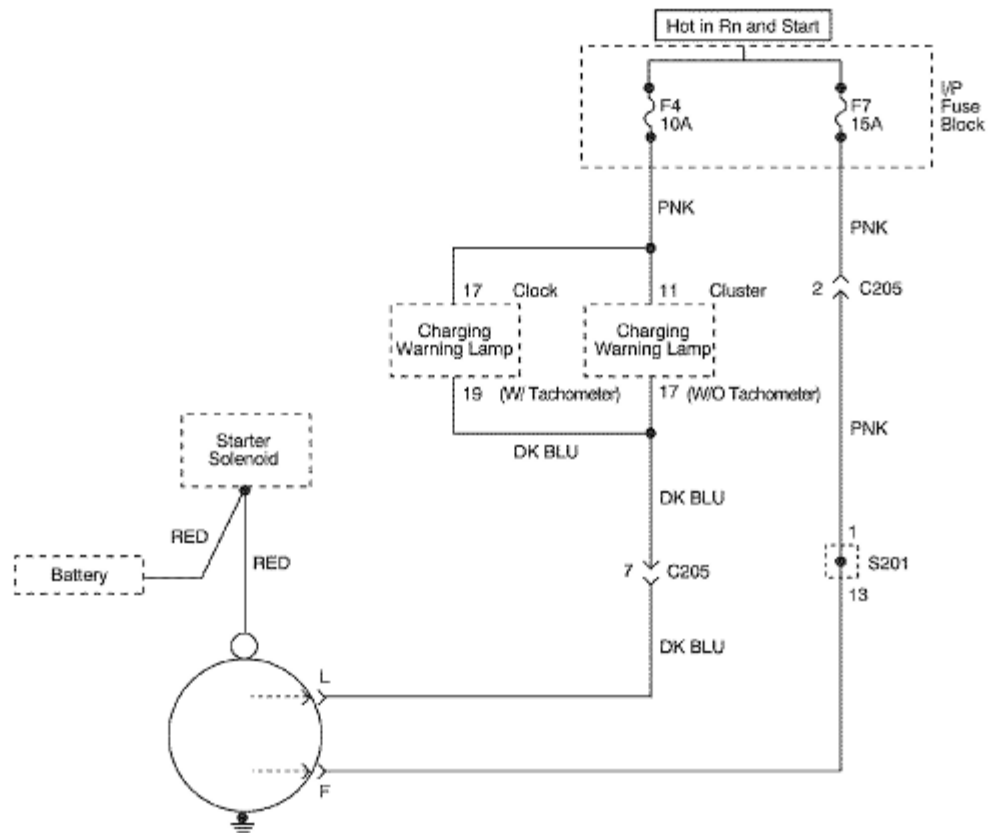 Hot in Rn and Start
F4
10A
F7
15A
I/P
Fuse
Block
PNK
PNK
17 Clock
11 Cluster
2 C205
Charging
Warning Lamp
Charging
Warning Lamp
19 (W/ Tachometer)
17 (W/O Tachometer)
PNK
DK BLU
Starter
Solenoid
DK BLU
RED
RED
1
S201
13
Battery
7 C205
DK BLU
L
F